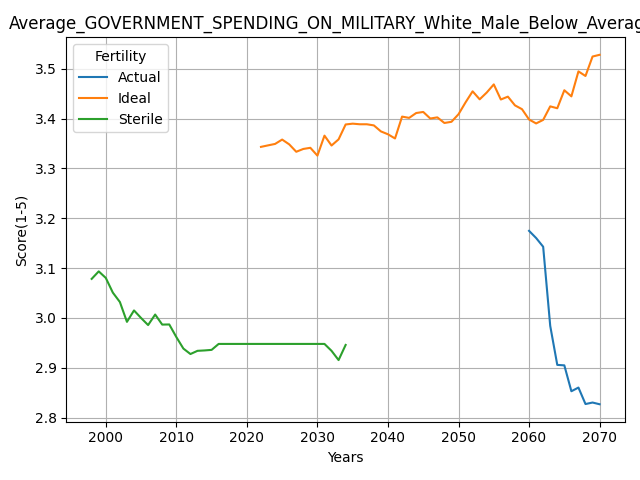 Average_GOVERNMENT_SPENDING_ON_MILITARY_White_Male_Below_Averag
Fertility
Actual
Ideal
Sterile
Score(1-5)
3.5
3.4
3.3
3.2
3.1
3.0
2.9
2.8
2000 2010 2020 2030 2040 2050 2060 2070
Years